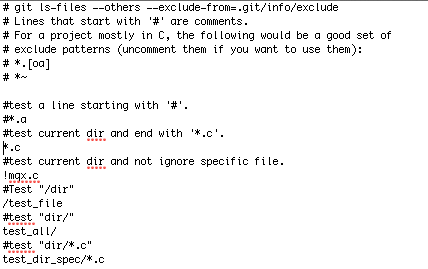 # git ls-files --others --exclude-from=.git/info/exclude
# Lines that start with '#' are comments.
# For a project mostly in C, the following would be a good set of
# exclude patterns (uncomment them if you want to use them):
# *.[oa]
# *~
#test a line starting with '#'.
#*.a
#test current dir and end with '*.c'.
*.c
#test current dir and not ignore specific file.
!mqx.c
#Test "/dir"
/test_file
#test "dir/"
test_all/
#test "dir/*.c"
test_dir_spec/*.c